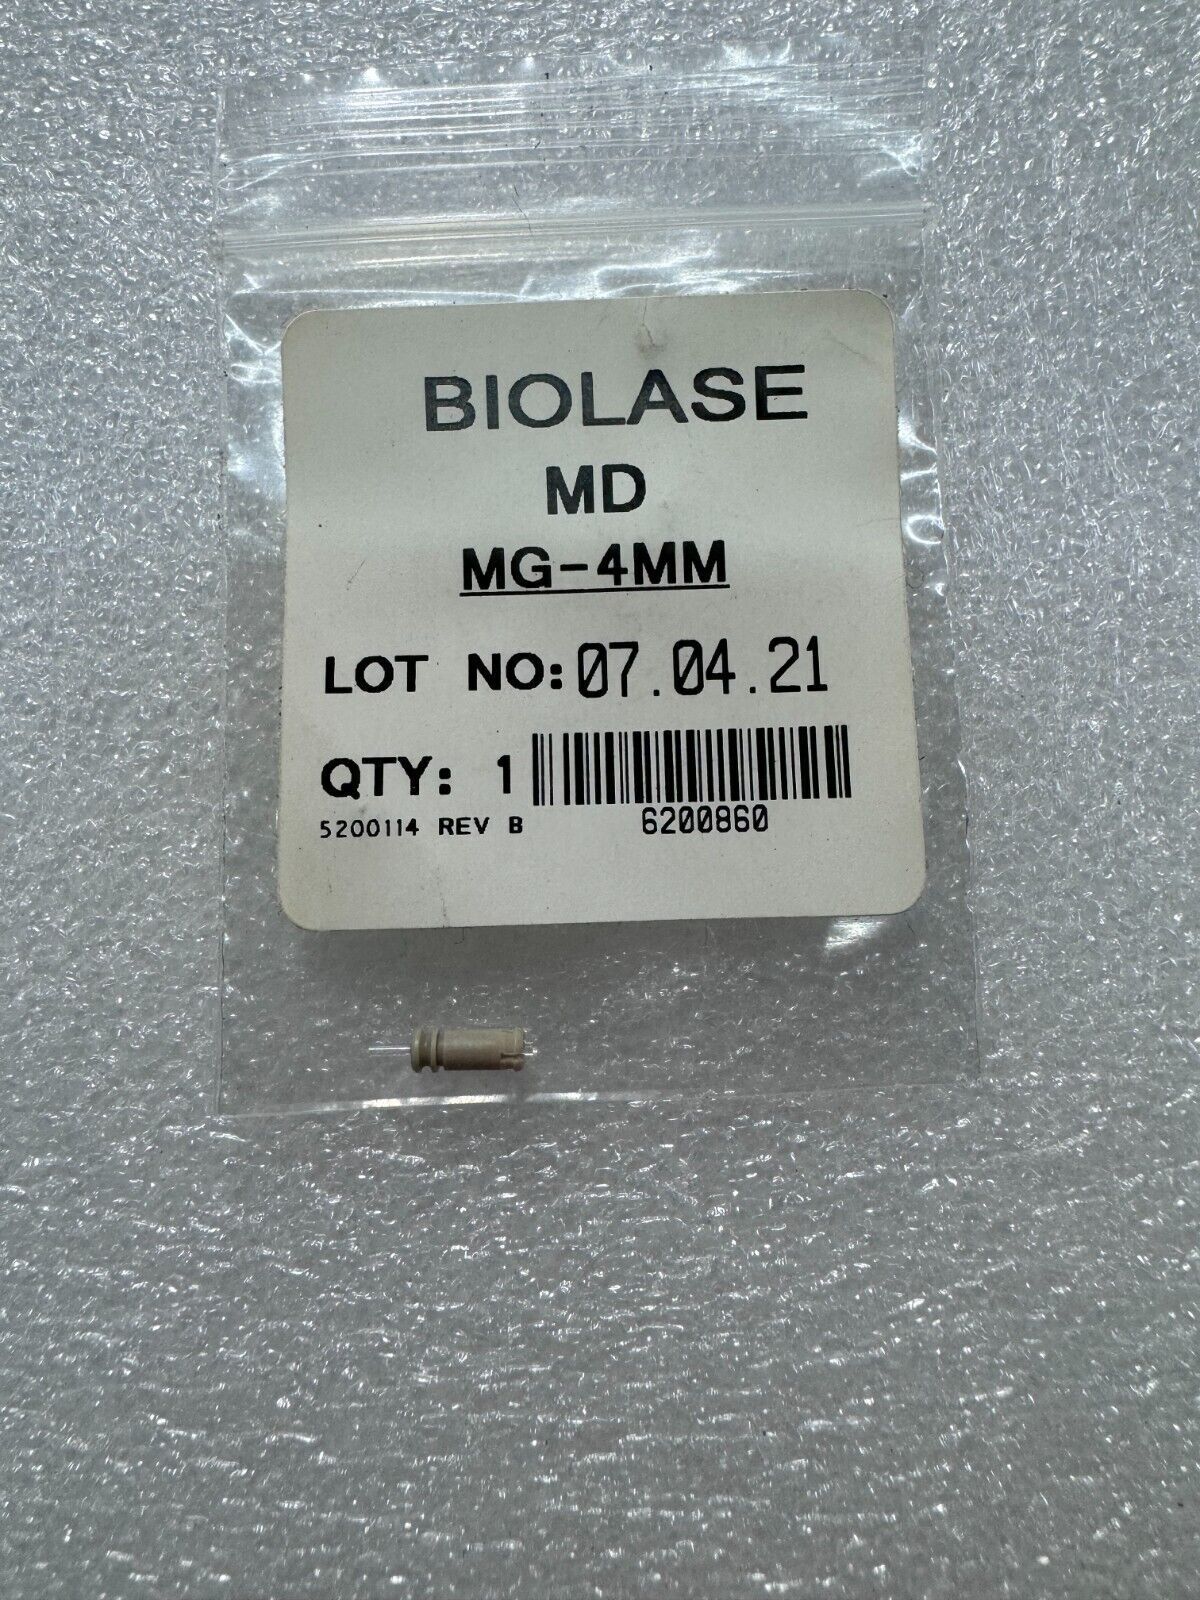 BIOLASE
MD
MG-4MM
LOT NO: 07.04.21
QTY: 1
5200114 REV B 6200860